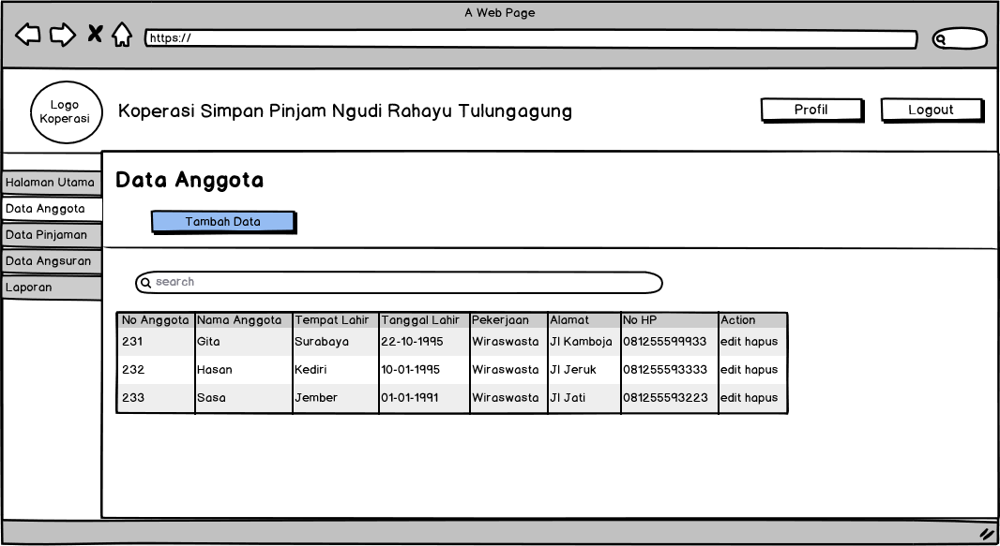 A Web Page
https://
Logo
Koperasi
Koperasi Simpan Pinjam Ngudi Rahayu Tulungagung
Profil
Logout
Halaman Utama
Data Anggota
Data Pinjaman
Data Angsuran
Laporan
Data Anggota
Tambah Data
search
No Anggota Nama Anggota Tempat Lahir Tanggal Lahir Pekerjaan Alamat No HP Action
231 Gita Surabaya 22-10-1995 Wiraswasta Jl Kamboja 081255599933 edit hapus
232 Hasan Kediri 10-01-1995 Wiraswasta Jl Jeruk 081255593333 edit hapus
233 Sasa Jember 01-01-1991 Wiraswasta Jl Jati 081255593223 edit hapus